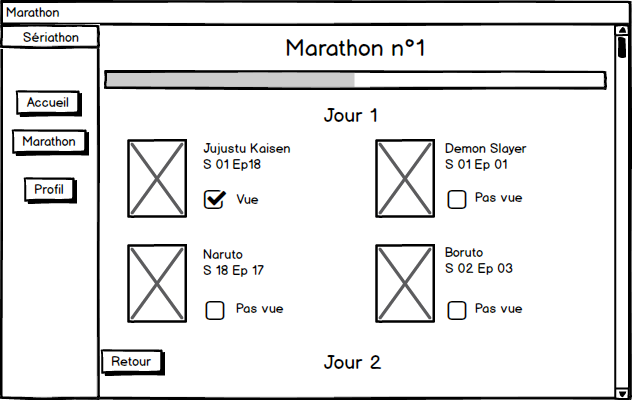 Marathon
Sériathon
Accueil
Marathon
Profil
Marathon n°1
Jour 1
Jujustu Kaisen
S 01 Ep18
Vue
Demon Slayer
S 01 Ep 01
Pas vue
Naruto
S 18 Ep 17
Pas vue
Boruto
S 02 Ep 03
Pas vue
Retour
Jour 2